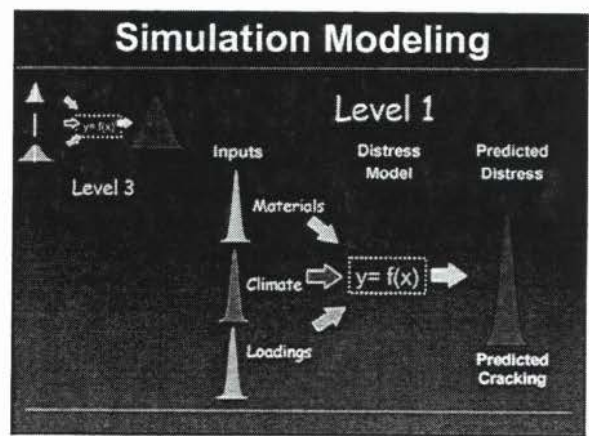 Simulation Modeling
y= f(x)
Level 3
Level 1
Inputs
Distress
Model
Predicted
Distress
Materials
Climate
y= f(x)
Loadings
Predicted
Cracking